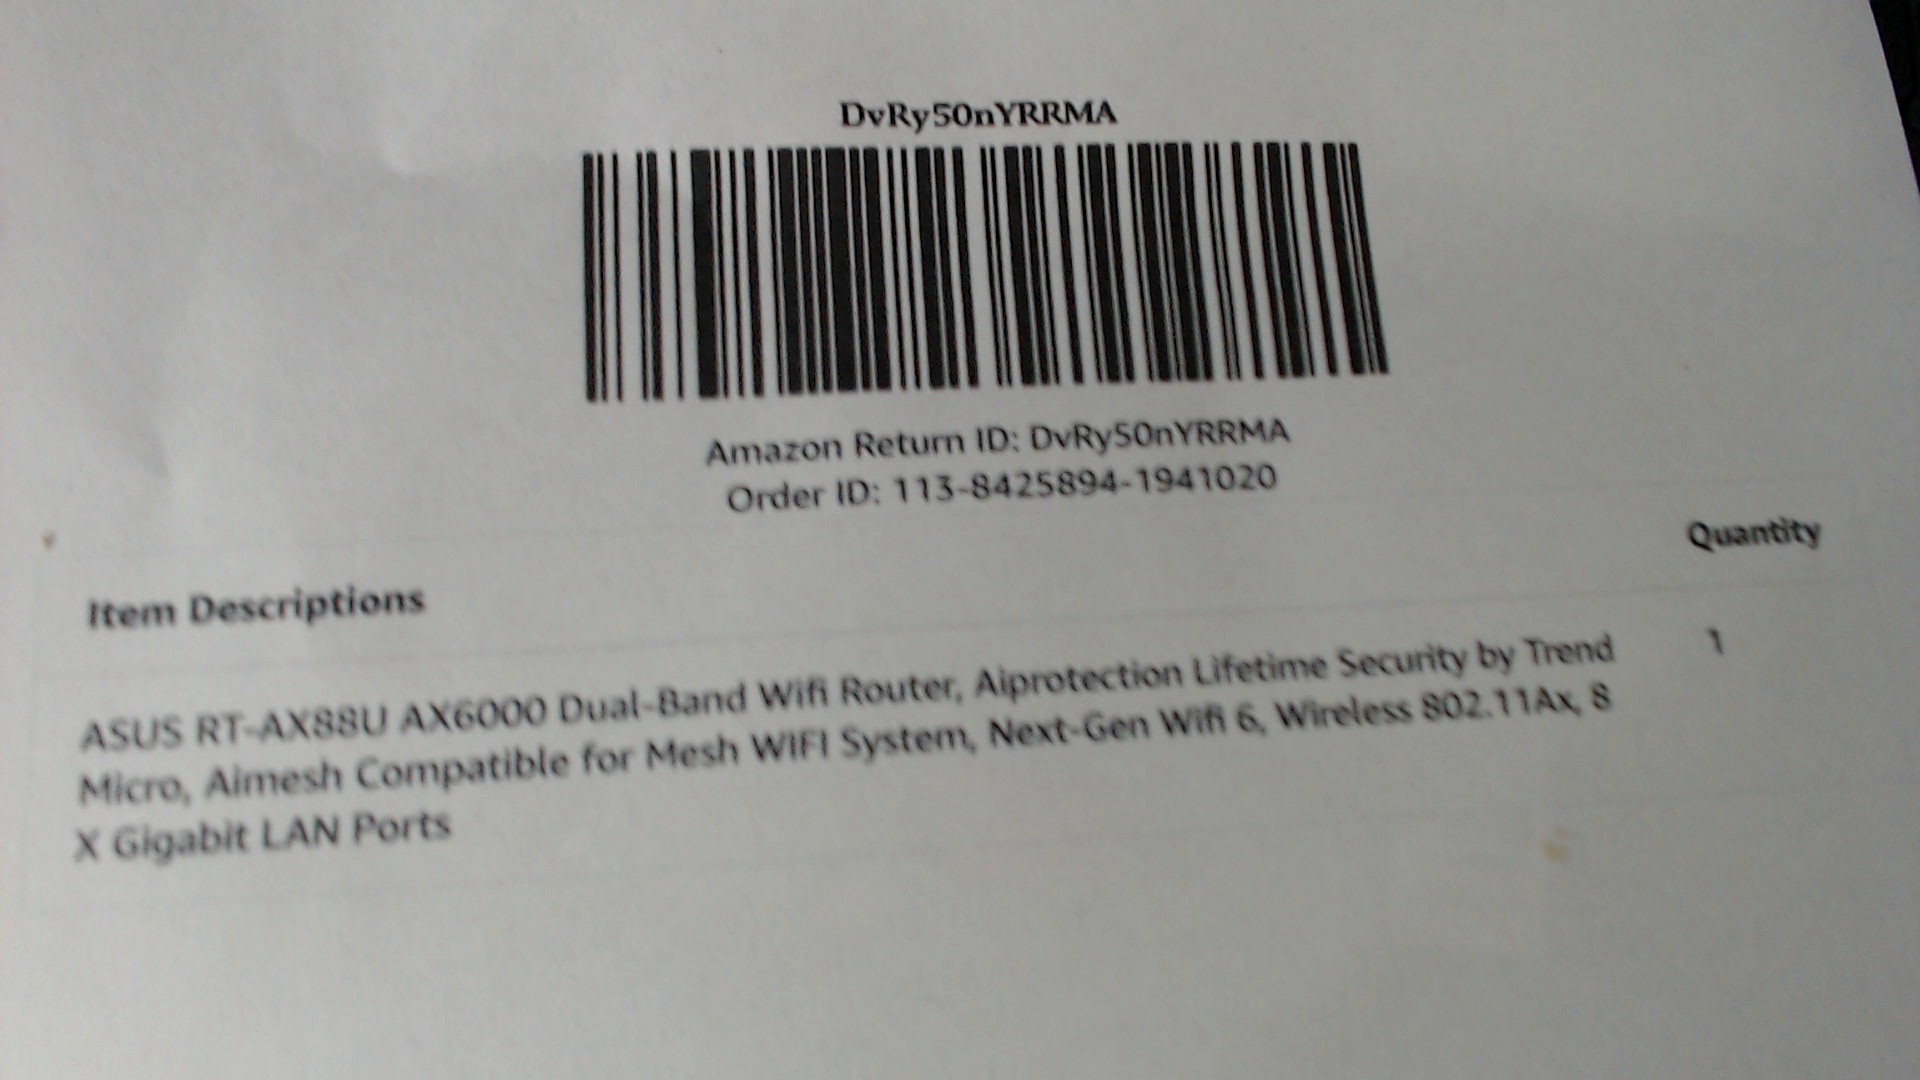 DvRy50nYRRMA
Amazon Return ID: DvRy50nYRRMA
Order ID: 113-8425894-1941020
Item Descriptions
Quantity
ASUS RT-AX88U AX6000 Dual-Band Wifi Router, Aiprotection Lifetime Security by Trend
1
Micro, Aimesh Compatible for Mesh WIFI System, Next-Gen Wifi 6, Wireless 802.11Ax, 8
X Gigabit LAN Ports